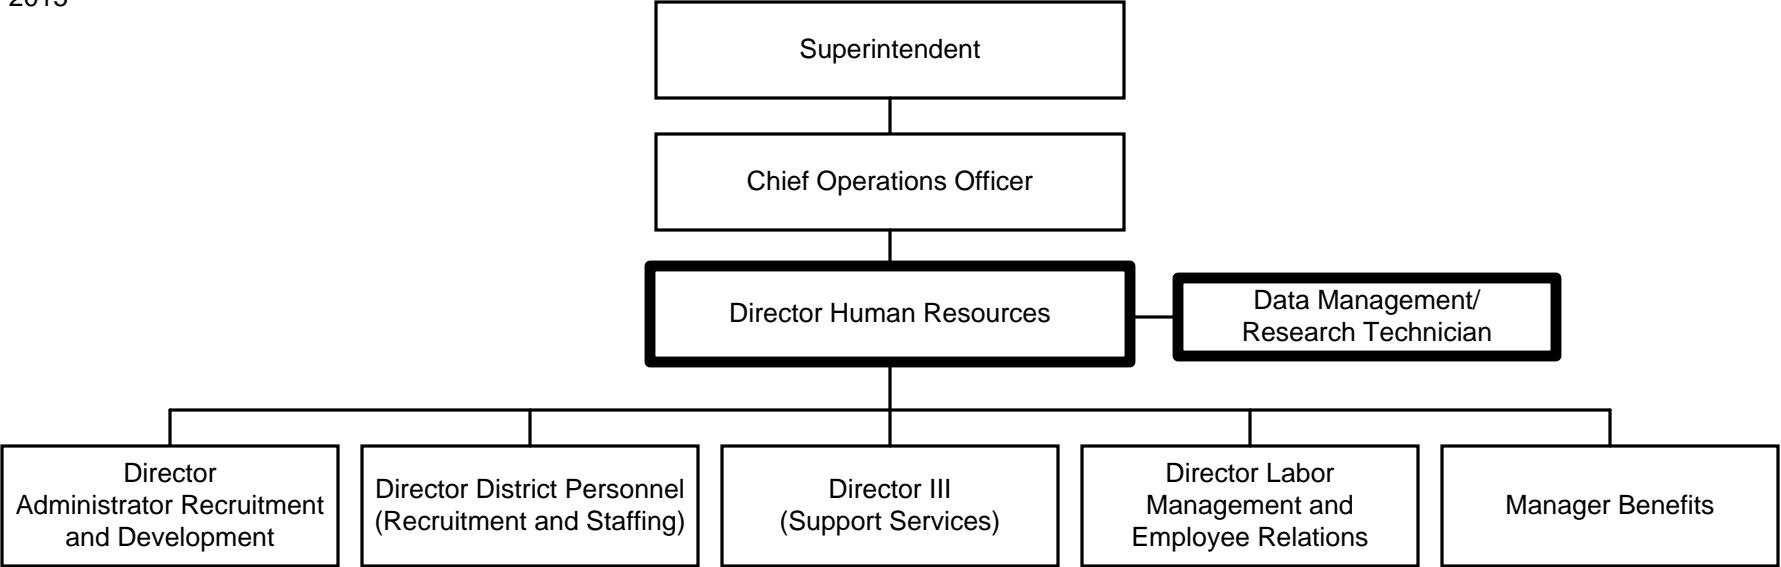 Superintendent
Chief Operations Officer
Director Human Resources
Data Management/
Research Technician
Director
Administrator Recruitment
and Development
Director District Personnel
(Recruitment and Staffing)
Director III
(Support Services)
Director Labor
Management and
Employee Relations
Manager Benefits